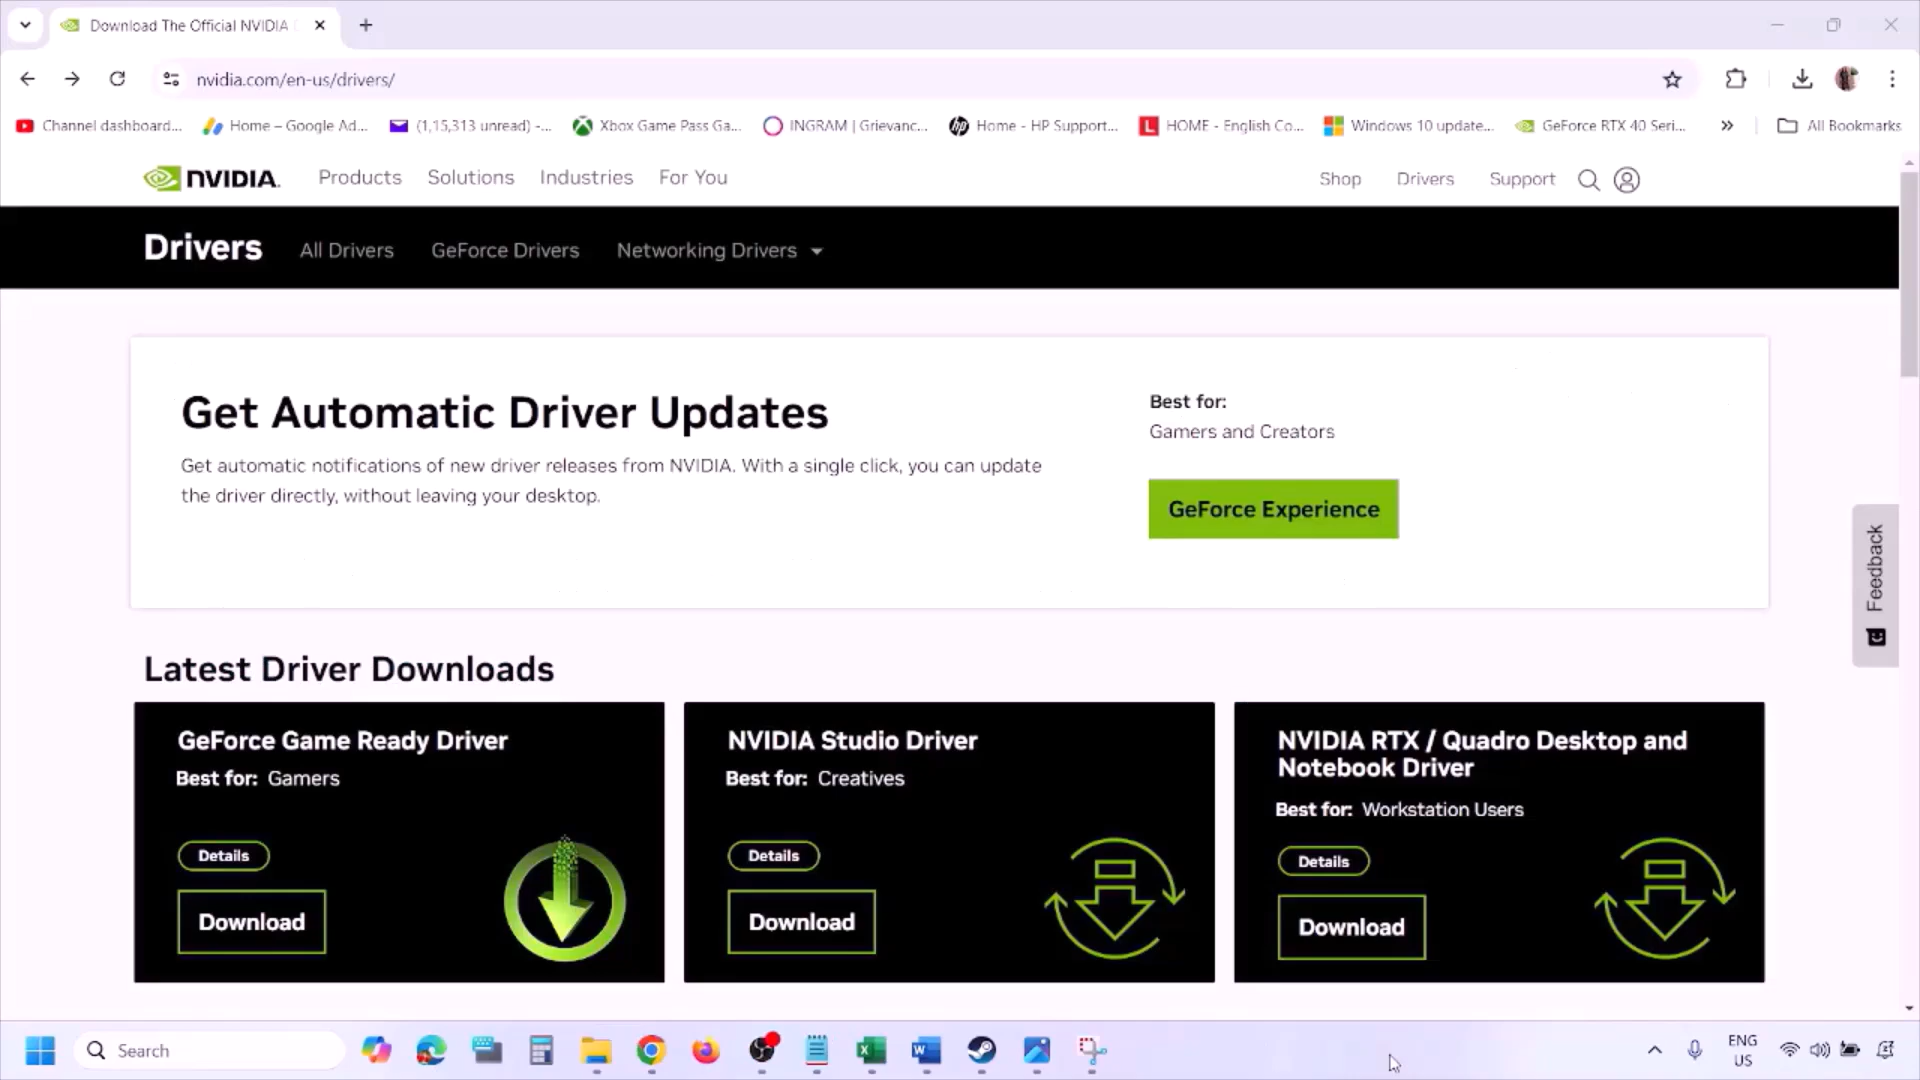 Download The Official NVIDIA
nvidia.com/en-us/drivers/
Channel dashboard...
Home – Google Ad...
(1,15,313 unread) -...
Xbox Game Pass Ga...
INGRAM | Grievanc...
Home - HP Support...
HOME - English Co...
Windows 10 update...
GeForce RTX 40 Seri...
All Bookmarks
NVIDIA.
Products
Solutions
Industries
For You
Shop
Drivers
Support
Drivers
All Drivers
GeForce Drivers
Networking Drivers
Get Automatic Driver Updates
Get automatic notifications of new driver releases from NVIDIA. With a single click, you can update
the driver directly, without leaving your desktop.
Best for:
Gamers and Creators
GeForce Experience
Feedback
Latest Driver Downloads
GeForce Game Ready Driver
Best for: Gamers
Details
Download
NVIDIA Studio Driver
Best for: Creatives
Details
Download
NVIDIA RTX / Quadro Desktop and
Notebook Driver
Best for: Workstation Users
Details
Download
Search
ENG
US